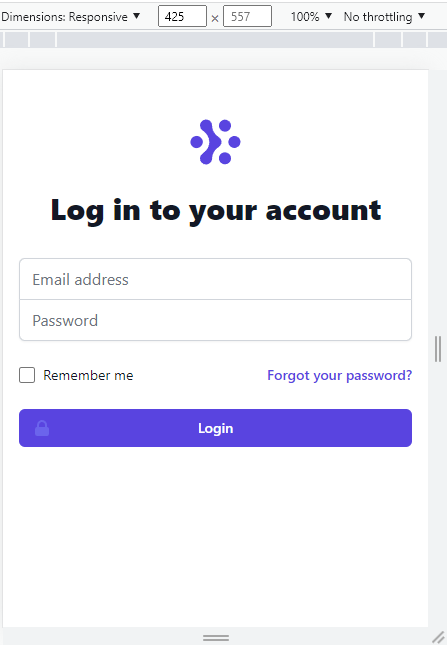 Dimensions: Responsive ▼ 425 × 557 100% ▼ No throttling ▼
Log in to your account
Email address
Password
Remember me Forgot your password?
Login